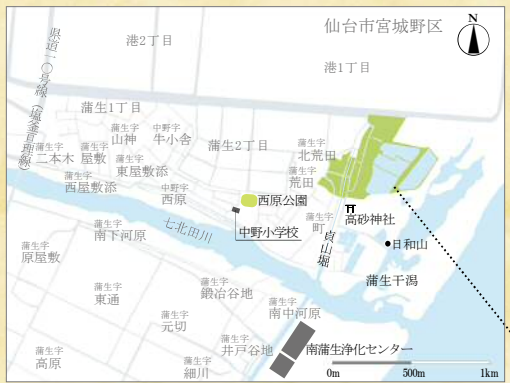 仙台市宮城野区
N
港2丁目
港1丁目
県道一〇号線(塩釜亘理線)
蒲生1丁目
蒲生字
山神
中野字
牛小舎
蒲生2丁目
蒲生字
二本木
蒲生字
屋敷
蒲生字
東屋敷添
蒲生字
北荒田
蒲生字
西屋敷添
中野字
西原
蒲生字
荒田
西原公園
蒲生字
町
高砂神社
中野小学校
貞山堀
日和山
七北田川
蒲生字
南下河原
蒲生字
原屋敷
蒲生干潟
蒲生字
鍛冶谷地
蒲生字
東通
蒲生字
南中河原
蒲生字
元切
蒲生字
井戸谷地
南蒲生浄化センター
蒲生字
高原
蒲生字
細川
0m
500m
1km